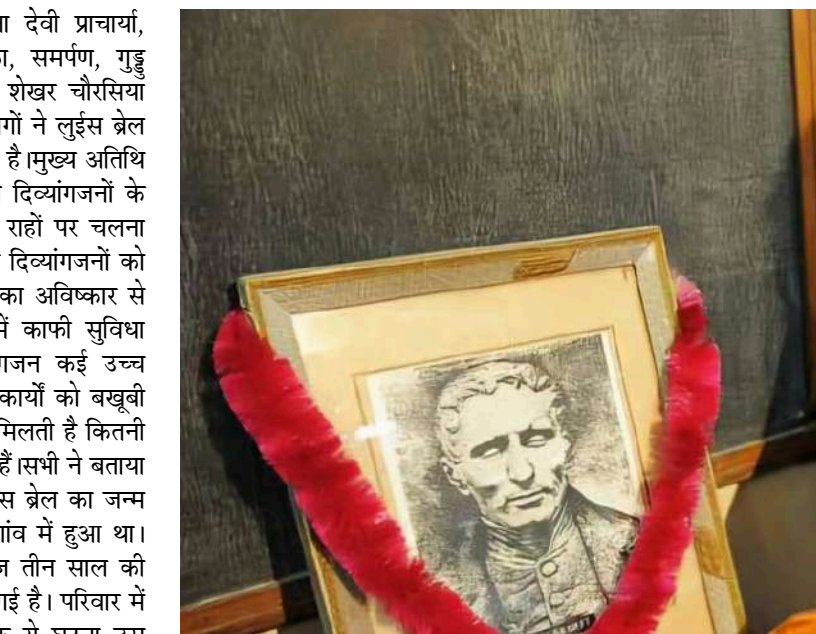 देवी प्राचार्या,
समर्पण, गुड्डु
शेखर चौरसिया
ने लुईस ब्रेल
है।मुख्य अतिथि
दिव्यांगजनों के
राहों पर चलना
दिव्यांगजनों को
का अविष्कार से
में काफी सुविधा
कई उच्च
कार्यों को बखूबी
मिलती है कितनी
हैं।सभी ने बताया
ब्रेल का जन्म
में हुआ था।
तीन साल की
है। परिवार में